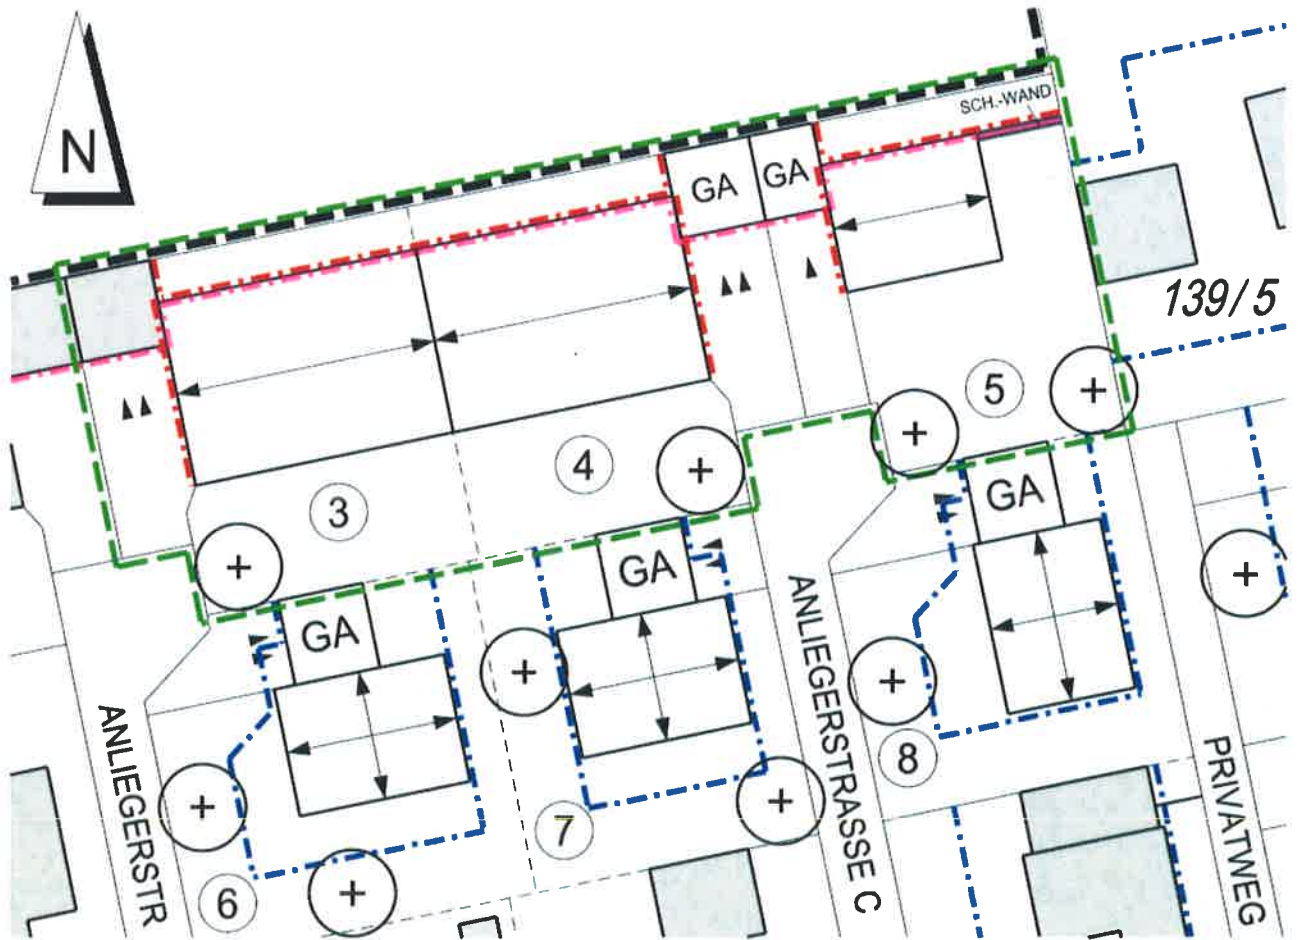 N
SCH.-WAND
GA
GA
139/5
5
4
3
GA
GA
GA
ANLIEGERSTRASSE C
ANLIEGERSTR
PRIVATWEG
8
7
6